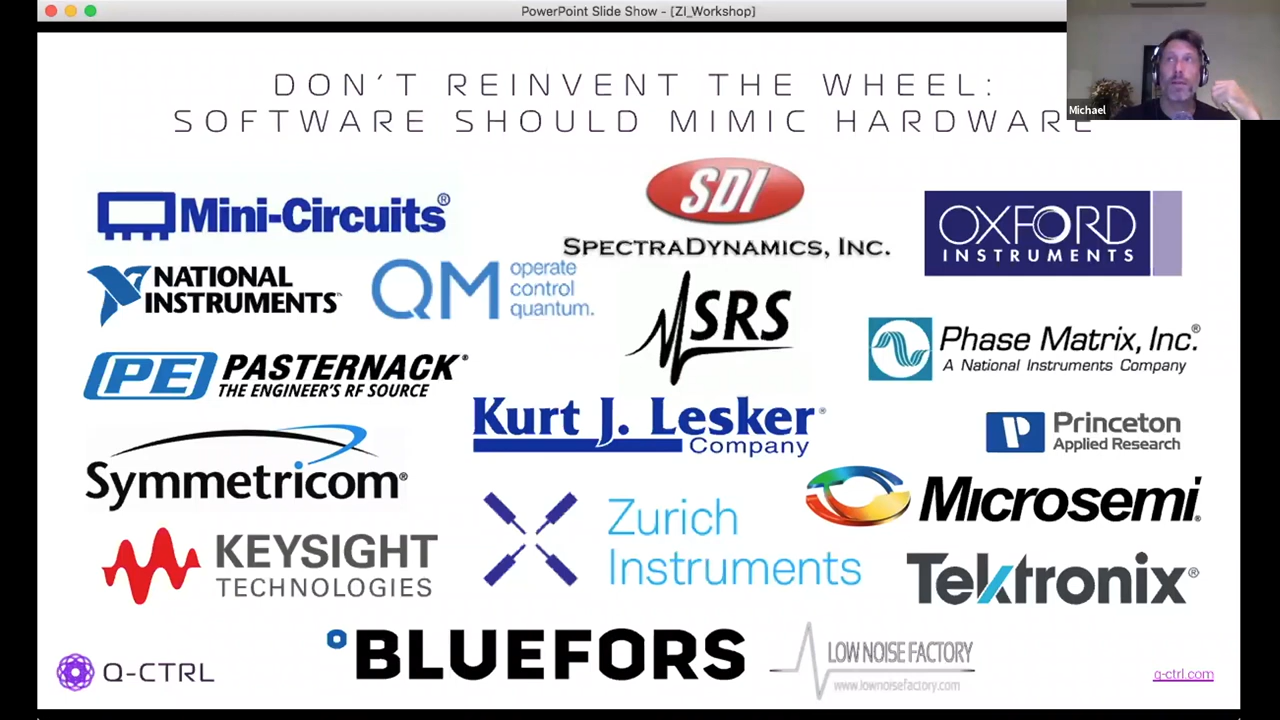 PowerPoint Slide Show - [ZI_Workshop]
Michael
DON'T REINVENT THE WHEEL:
SOFTWARE SHOULD MIMIC HARDWARE
Mini-Circuits®
SDI
SPECTRADYNAMICS, INC.
OXFORD
INSTRUMENTS
NATIONAL
INSTRUMENTS™
QM
operate
control
quantum.
SRS
Phase Matrix, Inc.®
A National Instruments Company
PE PASTERNACK®
THE ENGINEER'S RF SOURCE
Kurt J. Lesker®
Company
Princeton
Applied Research
Symmetricom®
Microsemi®
Zurich
Instruments
KEYSIGHT
TECHNOLOGIES
Tektronix®
BLUEFORS
LOW NOISE FACTORY
www.lownoisefactory.com
Q-CTRL
q-ctrl.com